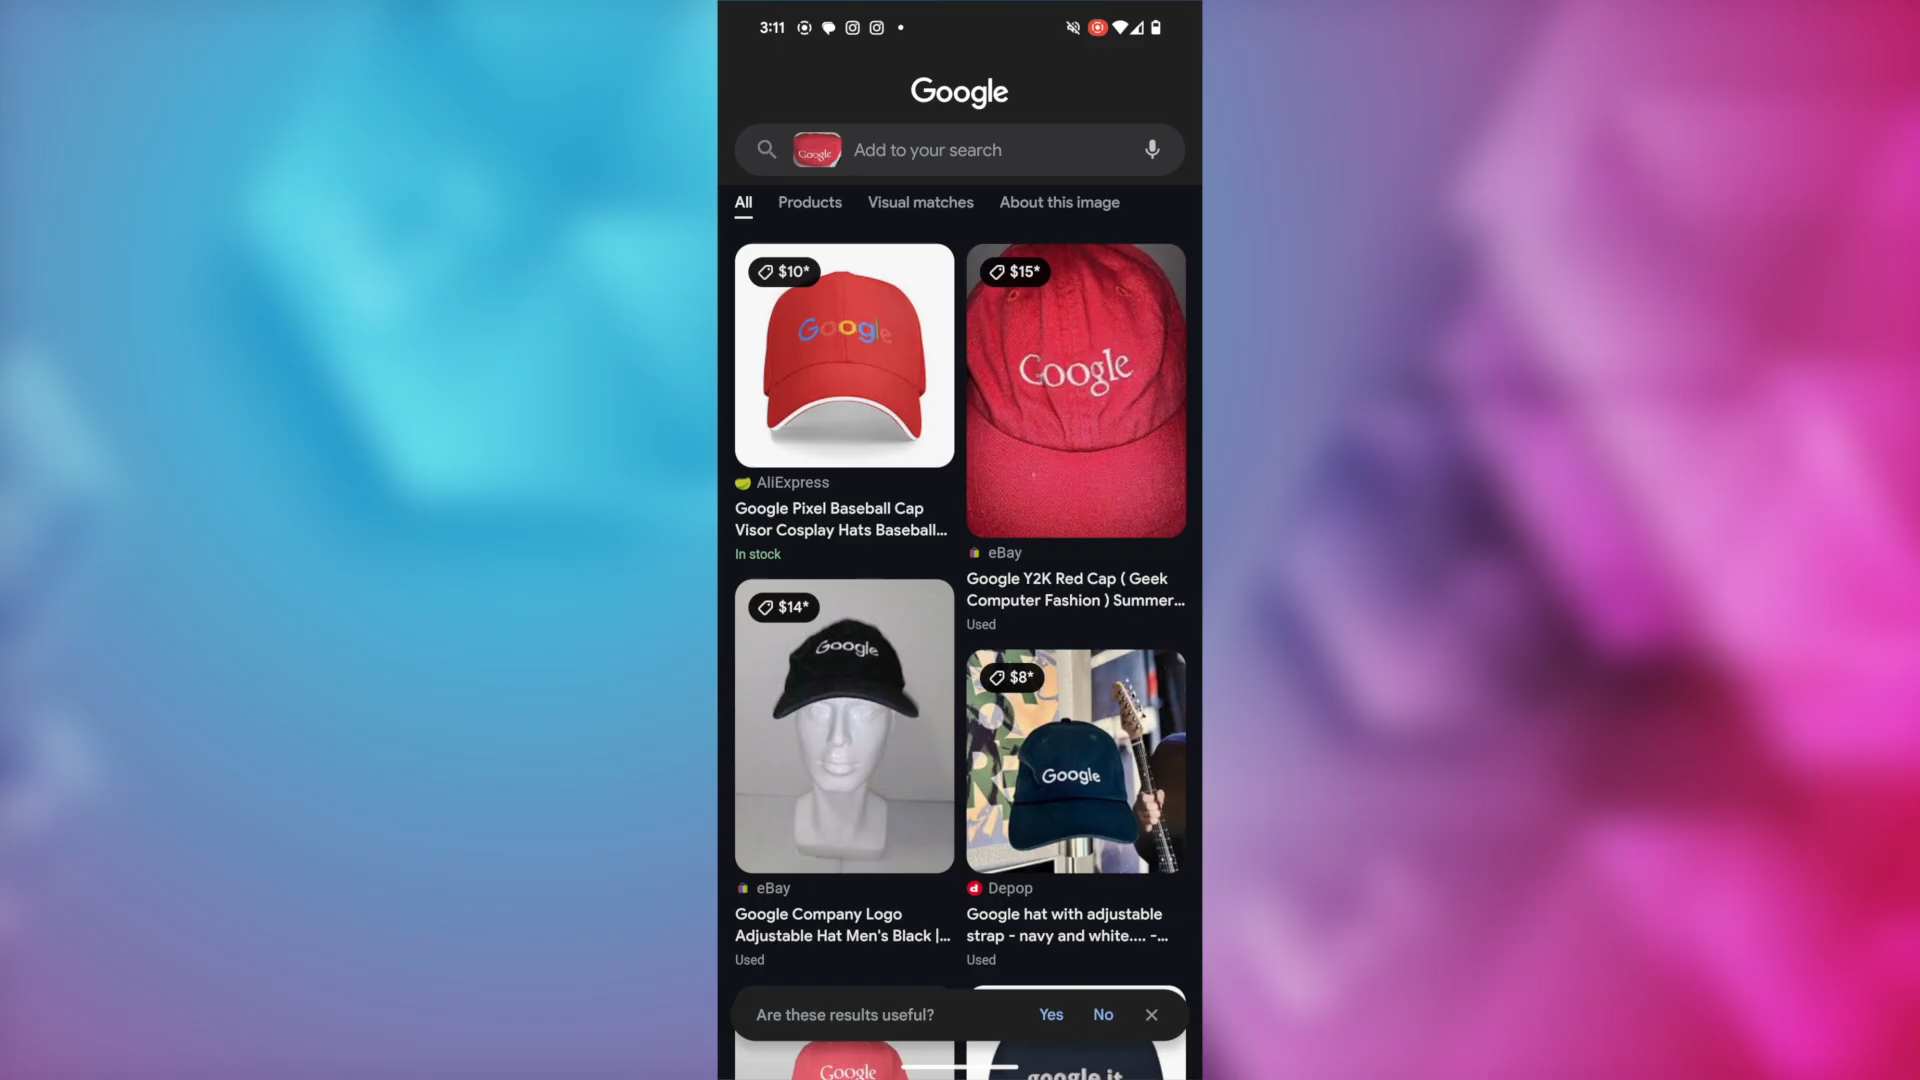 3:11
Google
Google
Add to your search
All
Products
Visual matches
About this image
$10*
Google
AliExpress
Google Pixel Baseball Cap
Visor Cosplay Hats Baseball...
In stock
$15*
Google
eBay
Google Y2K Red Cap ( Geek
Computer Fashion ) Summer...
Used
$14*
Google
eBay
Google Company Logo
Adjustable Hat Men's Black |...
Used
$8*
Google
Depop
Google hat with adjustable
strap - navy and white.... -...
Used
Are these results useful?
Yes
No
Google
google it